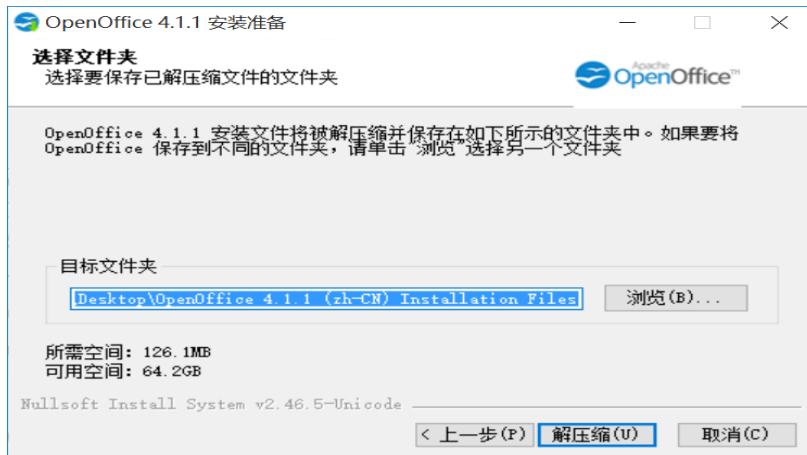 OpenOffice 4.1.1 安装准备
选择文件夹
选择要保存已解压缩文件的文件夹
Apache
OpenOffice™
OpenOffice 4.1.1 安装文件将被解压缩并保存在如下所示的文件夹中。如果要将
OpenOffice 保存到不同的文件夹，请单击"浏览"选择另一个文件夹
目标文件夹
Desktop\OpenOffice 4.1.1 (zh-CN) Installation Files
浏览(B)...
所需空间: 126.1MB
可用空间: 64.2GB
Nullsoft Install System v2.46.5-Unicode
< 上一步(P) 解压缩(U) 取消(C)